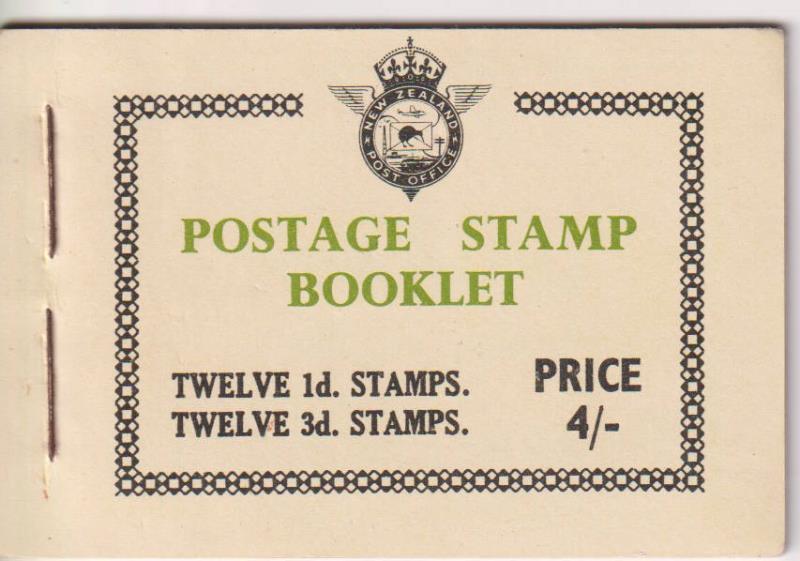 NEW ZEALAND
POST OFFICE
POSTAGE STAMP
BOOKLET
TWELVE 1d. STAMPS.
TWELVE 3d. STAMPS.
PRICE
4/-